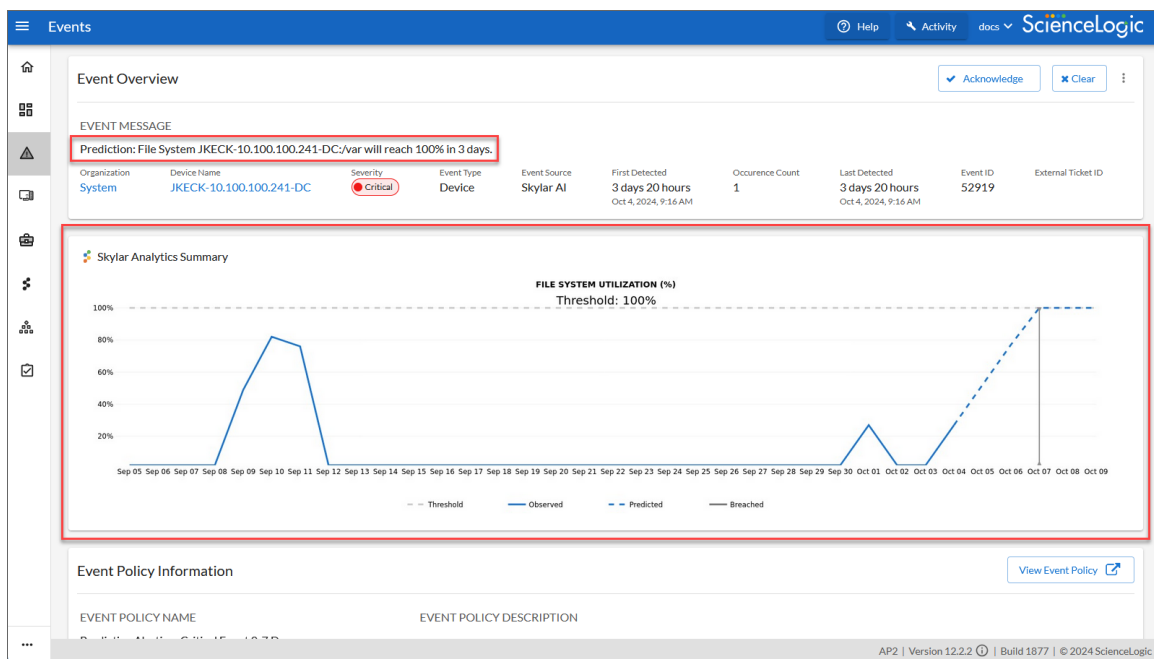 Events
Help
Activity
docs
ScienceLogic
Event Overview
Acknowledge
Clear
EVENT MESSAGE
Prediction: File System JKECK-10.100.100.241-DC:/var will reach 100% in 3 days.
Organization Device Name Severity Event Type Event Source First Detected Occurence Count Last Detected Event ID External Ticket ID
System JKECK-10.100.100.241-DC Critical Device Skylar AI 3 days 20 hours 1 3 days 20 hours 52919
Oct 4, 2024, 9:16 AM Oct 4, 2024, 9:16 AM
Skylar Analytics Summary
FILE SYSTEM UTILIZATION (%)
Threshold: 100%
100%
80%
60%
40%
20%
Sep 05 Sep 06 Sep 07 Sep 08 Sep 09 Sep 10 Sep 11 Sep 12 Sep 13 Sep 14 Sep 15 Sep 16 Sep 17 Sep 18 Sep 19 Sep 20 Sep 21 Sep 22 Sep 23 Sep 24 Sep 25 Sep 26 Sep 27 Sep 28 Sep 29 Sep 30 Oct 01 Oct 02 Oct 03 Oct 04 Oct 05 Oct 06 Oct 07 Oct 08 Oct 09
Threshold Observed Predicted Breached
Event Policy Information
View Event Policy
EVENT POLICY NAME EVENT POLICY DESCRIPTION
AP2 | Version 12.2.2 | Build 1877 | © 2024 ScienceLogic